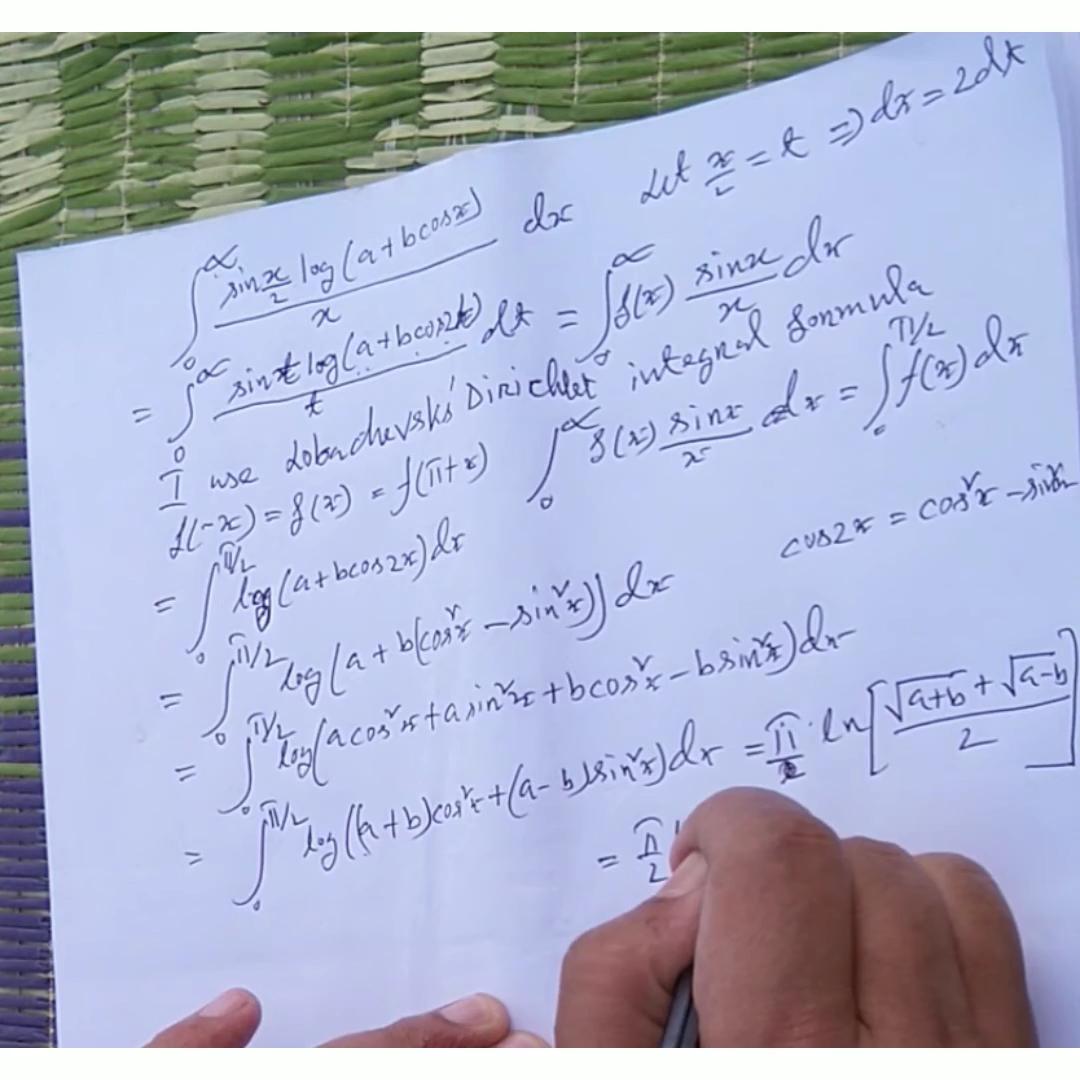 ∫₀^∝ sin x/2 log(a+bcosx) / x dx Let x/2 = t ⇒ dx = 2dt
= ∫₀^∝ sint log(a+bcos2t) / t dt = ∫₀^∝ f(x) sinx/x dx
I use Lobachevsks' Dirichlet integral formula
f(-x) = f(x) = f(π+x) ∫₀^∝ f(x) sinx/x dx = ∫₀^π/2 f(x) dx
= ∫₀^π/2 log(a+bcos2x) dx cos2x = cos²x - sin²x
= ∫₀^π/2 log(a+b(cos²x - sin²x)) dx
= ∫₀^π/2 log(acos²x+asin²x+bcos²x-bsin²x) dx
= ∫₀^π/2 log((a+b)cos²x+(a-b)sin²x) dx = π · ln[(√a+b + √a-b) / 2]
= π/2